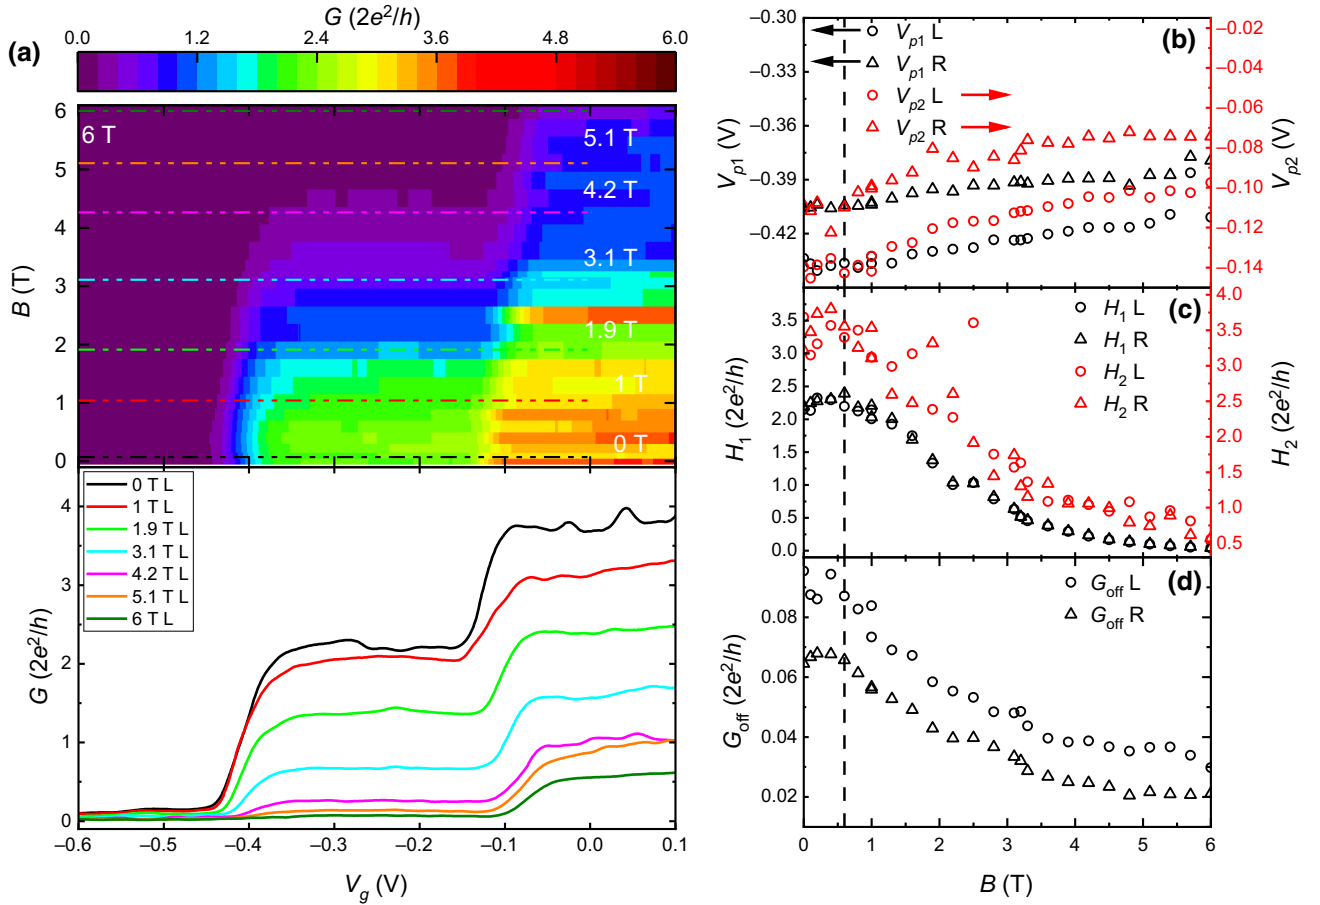 G (2e²/h)
(a)
0.0 1.2 2.4 3.6 4.8 6.0
6 T
5.1 T
4.2 T
3.1 T
1.9 T
1 T
0 T
6
5
4
3
2
1
0
B (T)
0 T L
1 T L
1.9 T L
3.1 T L
4.2 T L
5.1 T L
6 T L
4
3
2
1
0
G (2e²/h)
–0.6 –0.5 –0.4 –0.3 –0.2 –0.1 0.0 0.1
V_g (V)
(b)
V_p1 L
V_p1 R
V_p2 L
V_p2 R
–0.30
–0.33
–0.36
–0.39
–0.42
V_p1 (V)
–0.02
–0.04
–0.06
–0.08
–0.10
–0.12
–0.14
V_p2 (V)
(c)
H₁ L
H₁ R
H₂ L
H₂ R
3.5
3.0
2.5
2.0
1.5
1.0
0.5
0.0
H₁ (2e²/h)
4.0
3.5
3.0
2.5
2.0
1.5
1.0
0.5
H₂ (2e²/h)
(d)
G_off L
G_off R
0.08
0.06
0.04
0.02
G_off (2e²/h)
0 1 2 3 4 5 6
B (T)